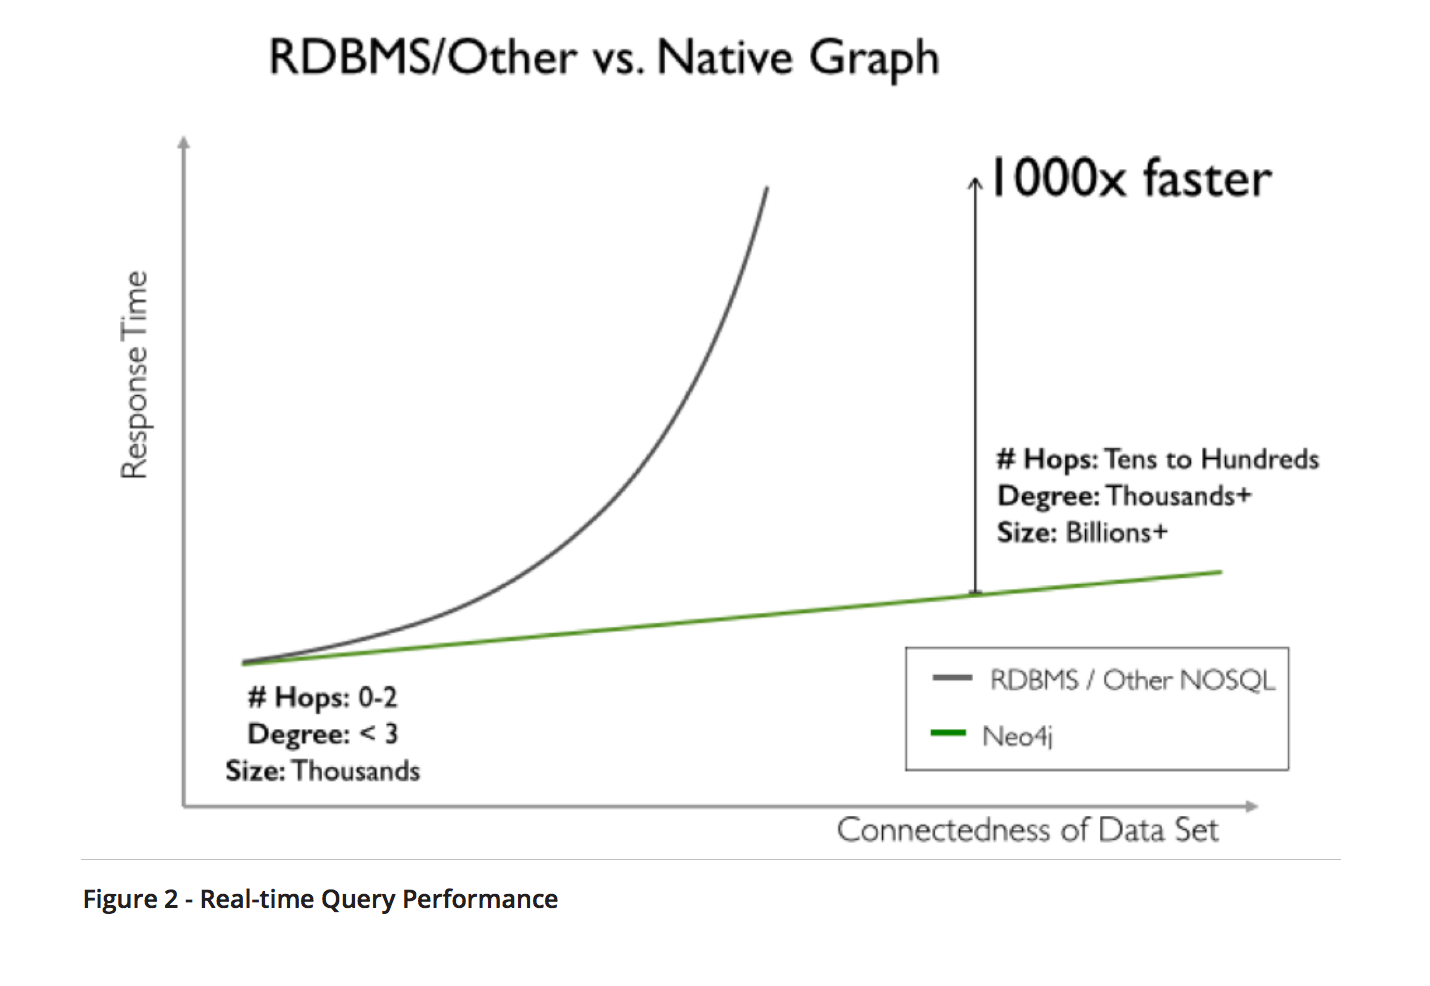 RDBMS/Other vs. Native Graph
1000x faster
Response Time
# Hops: Tens to Hundreds
Degree: Thousands+
Size: Billions+
# Hops: 0-2
Degree: < 3
Size: Thousands
RDBMS / Other NOSQL
Neo4j
Connectedness of Data Set
Figure 2 - Real-time Query Performance